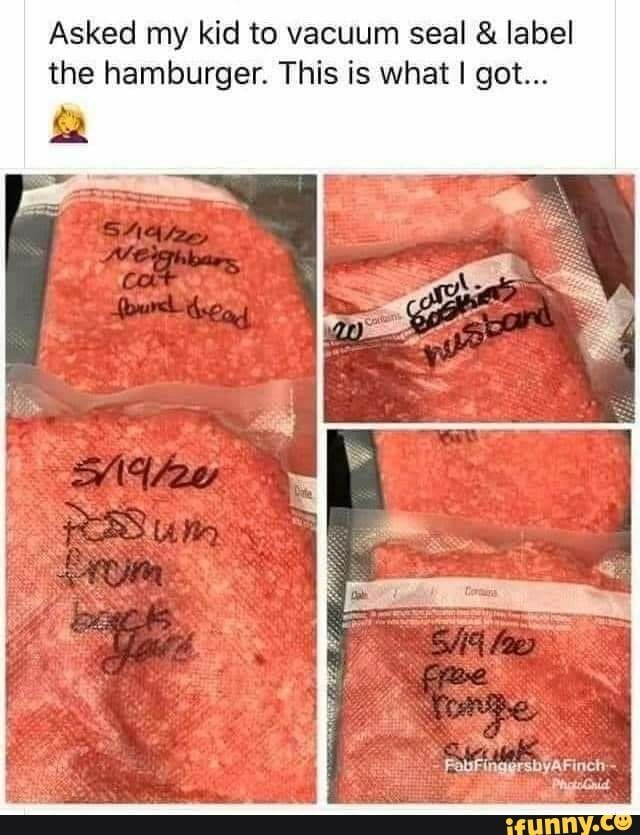 Asked my kid to vacuum seal & label
the hamburger. This is what I got...
5/19/20
Neighbors
cat
found dead
20 Contains
Carol
Baskin's
husband
5/19/20
Date
Possum
from
back
yard
Bill
Date / / Contains
5/19/20
free
range
Skunk
FabFingersbyAFinch
PhotoGrid
ifunny.co